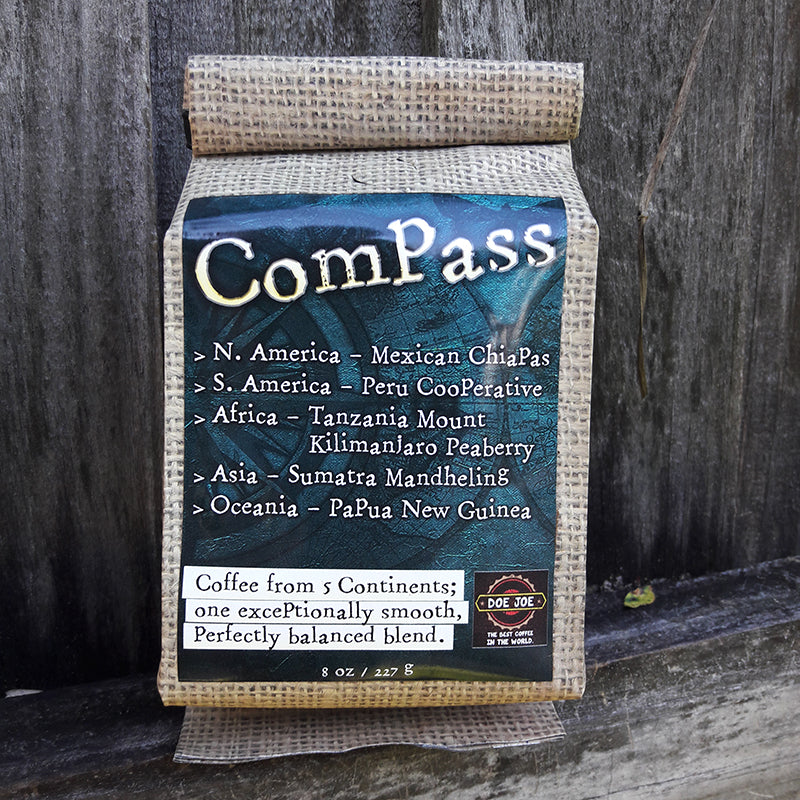 ComPass
> N. America – Mexican ChiaPas
> S. America – Peru CooPerative
> Africa – Tanzania Mount
Kilimanjaro Peaberry
> Asia – Sumatra Mandheling
> Oceania – PaPua New Guinea
Coffee from 5 Continents;
one excePtionally smooth,
Perfectly balanced blend.
DOE JOE
THE BEST COFFEE
IN THE WORLD.
8 oz / 227 g